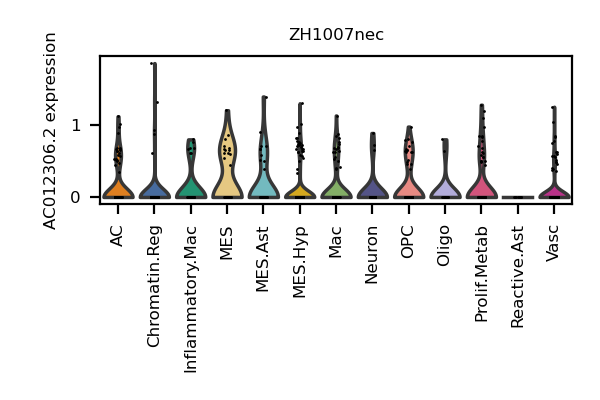 ZH1007nec
AC012306.2 expression
1
0
AC
Chromatin.Reg
Inflammatory.Mac
MES
MES.Ast
MES.Hyp
Mac
Neuron
OPC
Oligo
Prolif.Metab
Reactive.Ast
Vasc